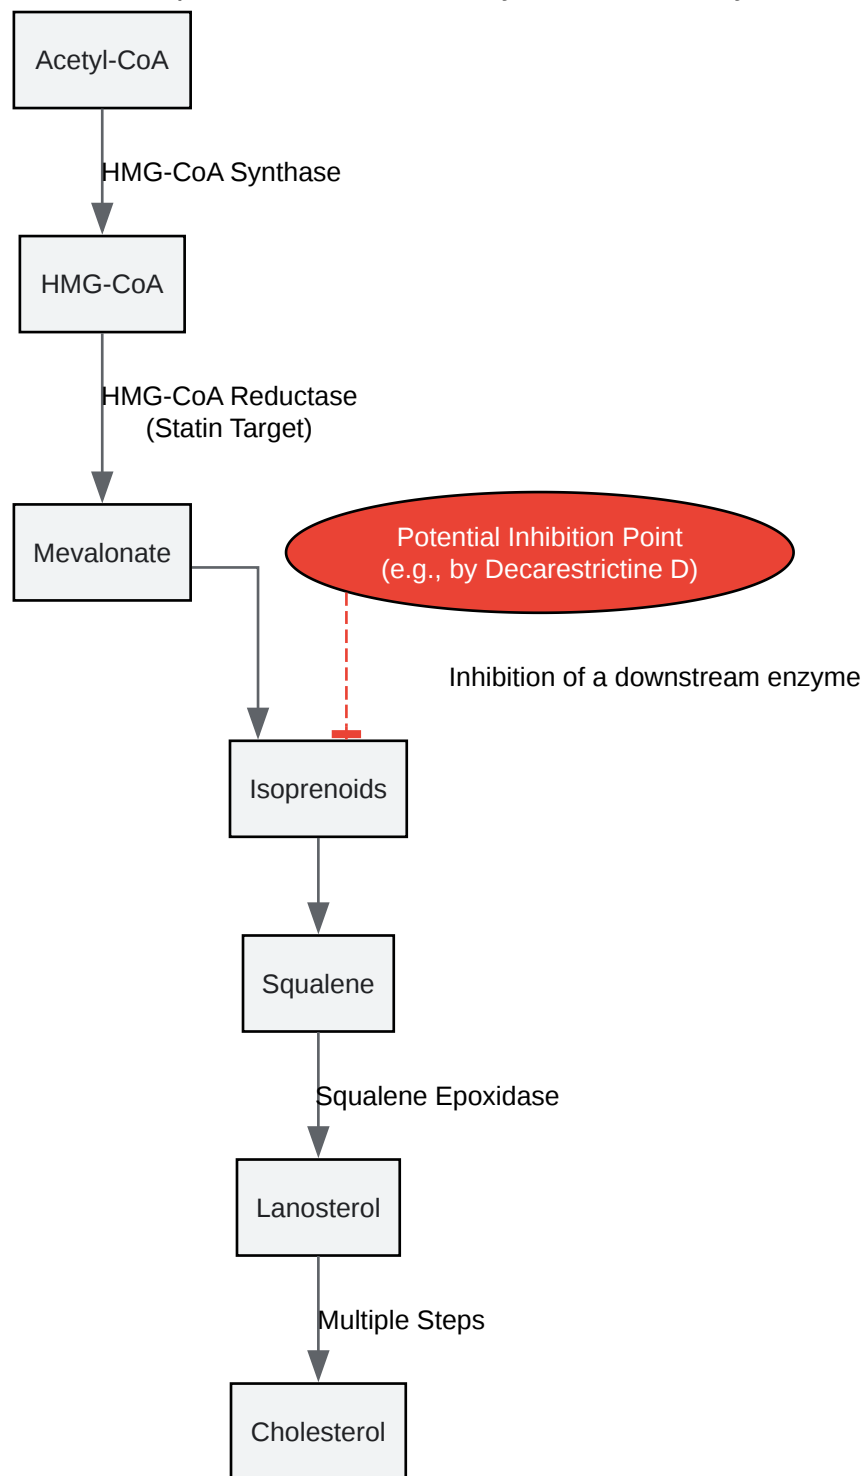 Acetyl-CoA
HMG-CoA Synthase
HMG-CoA
HMG-CoA Reductase
(Statin Target)
Mevalonate
Potential Inhibition Point
(e.g., by Decarestrictine D)
Inhibition of a downstream enzyme
Isoprenoids
Squalene
Squalene Epoxidase
Lanosterol
Multiple Steps
Cholesterol